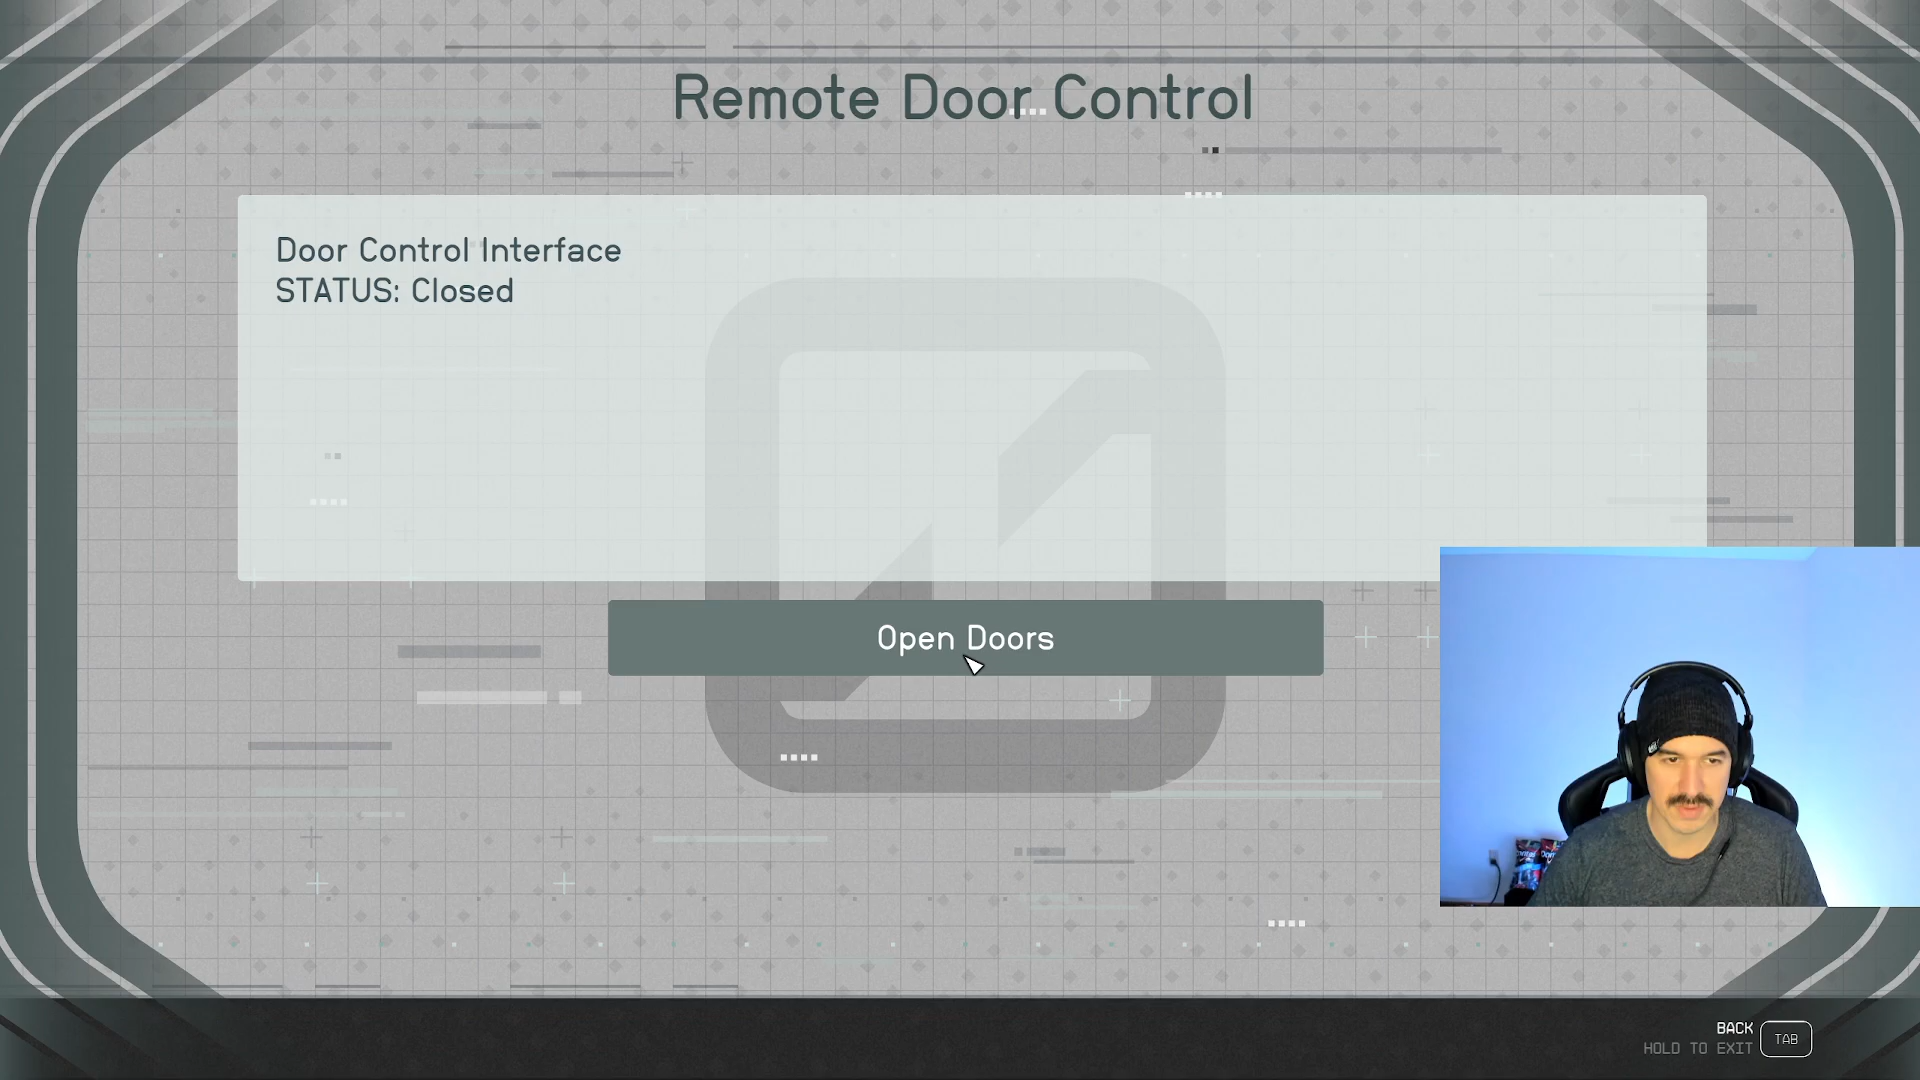 Remote Door Control
Door Control Interface
STATUS: Closed
Open Doors
BACK
HOLD TO EXIT
TAB